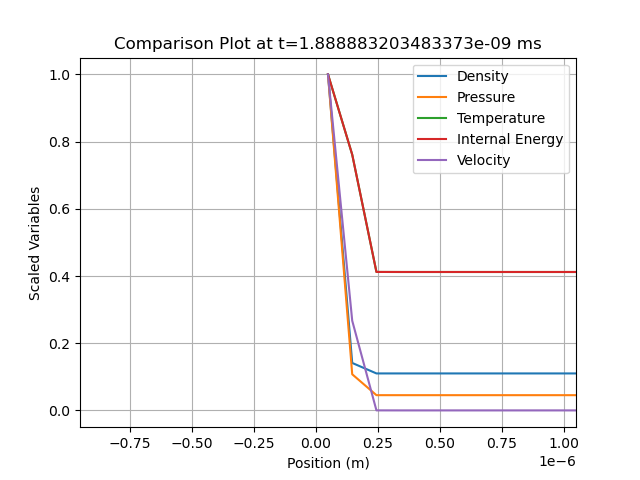 Comparison Plot at t=1.888883203483373e-09 ms
Density
Pressure
Temperature
Internal Energy
Velocity
Scaled Variables
1.0
0.8
0.6
0.4
0.2
0.0
−0.75
−0.50
−0.25
0.00
0.25
0.50
0.75
1.00
1e−6
Position (m)